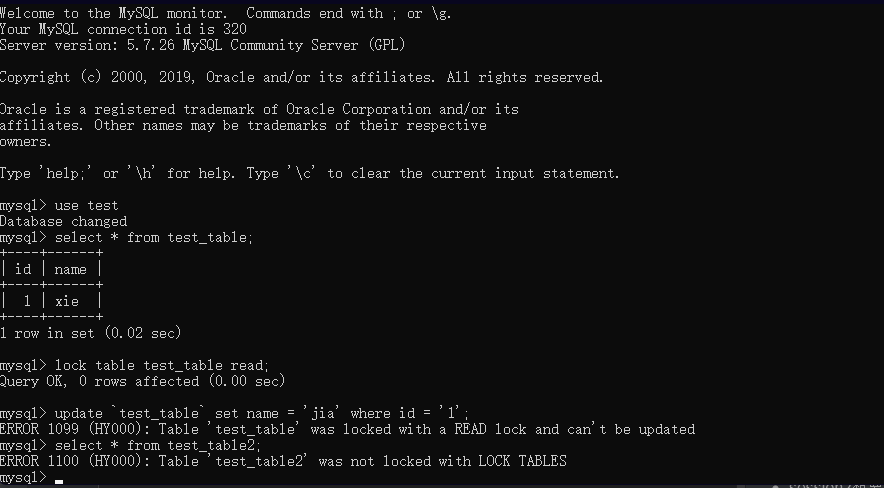 Welcome to the MySQL monitor.  Commands end with ; or \g.
Your MySQL connection id is 320
Server version: 5.7.26 MySQL Community Server (GPL)
Copyright (c) 2000, 2019, Oracle and/or its affiliates. All rights reserved.
Oracle is a registered trademark of Oracle Corporation and/or its
affiliates. Other names may be trademarks of their respective
owners.
Type 'help;' or '\h' for help. Type '\c' to clear the current input statement.
mysql> use test
Database changed
mysql> select * from test_table;
+----+------+
| id | name |
+----+------+
|  1 | xie  |
+----+------+
1 row in set (0.02 sec)
mysql> lock table test_table read;
Query OK, 0 rows affected (0.00 sec)
mysql> update `test_table` set name = 'jia' where id = '1';
ERROR 1099 (HY000): Table 'test_table' was locked with a READ lock and can't be updated
mysql> select * from test_table2;
ERROR 1100 (HY000): Table 'test_table2' was not locked with LOCK TABLES
mysql>